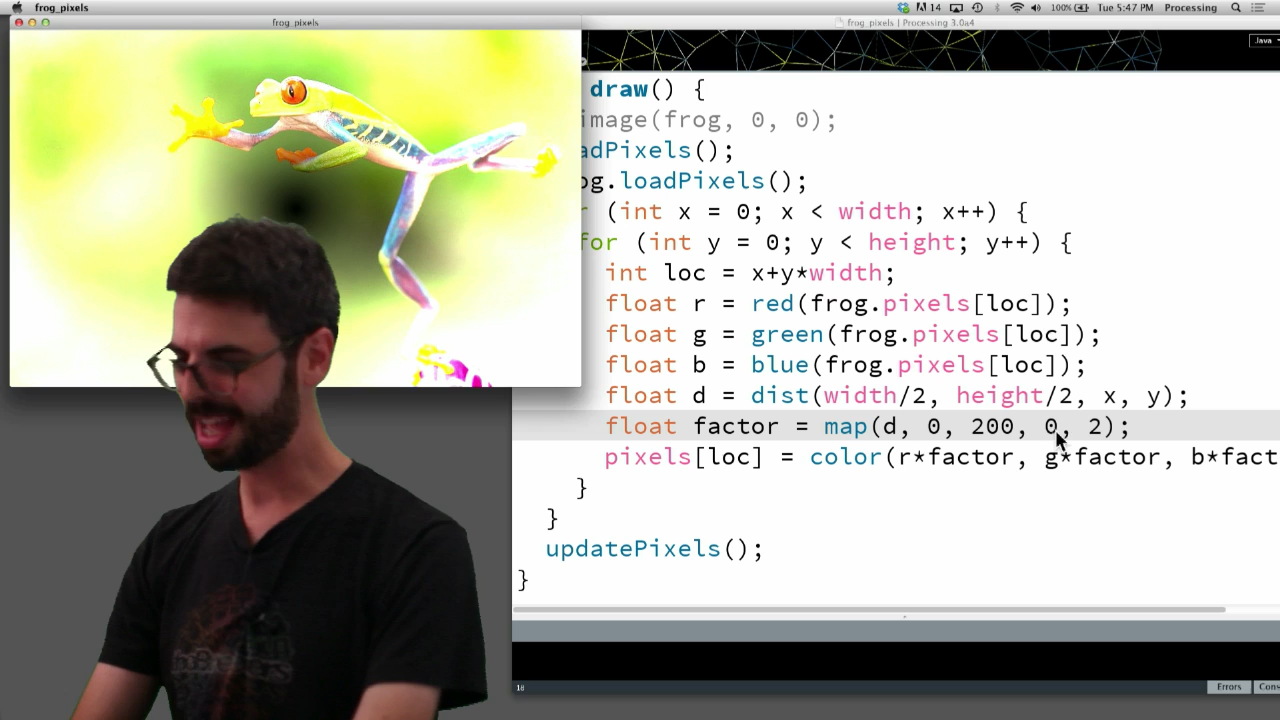 frog_pixels
14
100%
Tue 5:47 PM Processing
frog_pixels
frog_pixels | Processing 3.0a4
Java
draw() {
image(frog, 0, 0);
adPixels();
og.loadPixels();
r (int x = 0; x < width; x++) {
for (int y = 0; y < height; y++) {
int loc = x+y*width;
float r = red(frog.pixels[loc]);
float g = green(frog.pixels[loc]);
float b = blue(frog.pixels[loc]);
float d = dist(width/2, height/2, x, y);
float factor = map(d, 0, 200, 0, 2);
pixels[loc] = color(r*factor, g*factor, b*fact
}
}
updatePixels();
}
18
Errors
Cons